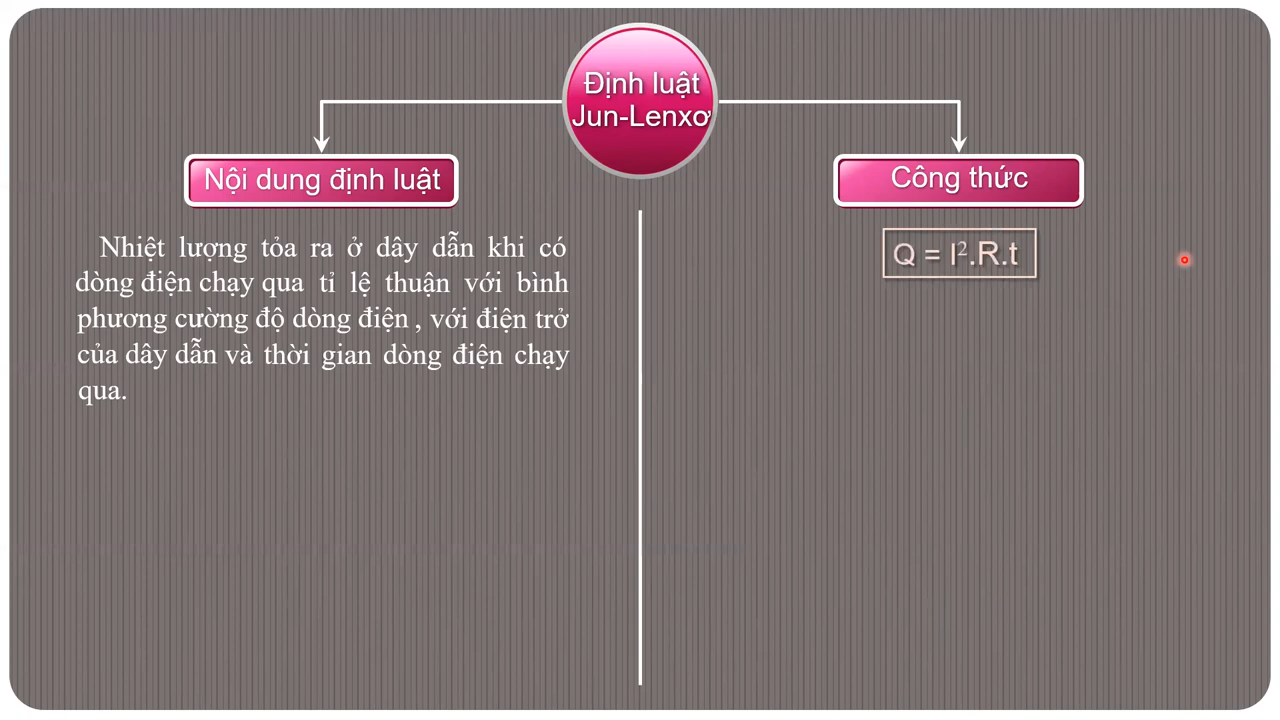 Định luật
Jun-Lenxơ
Nội dung định luật
Nhiệt lượng tỏa ra ở dây dẫn khi có
dòng điện chạy qua tỉ lệ thuận với bình
phương cường độ dòng điện , với điện trở
của dây dẫn và thời gian dòng điện chạy
qua.
Công thức
Q = I².R.t